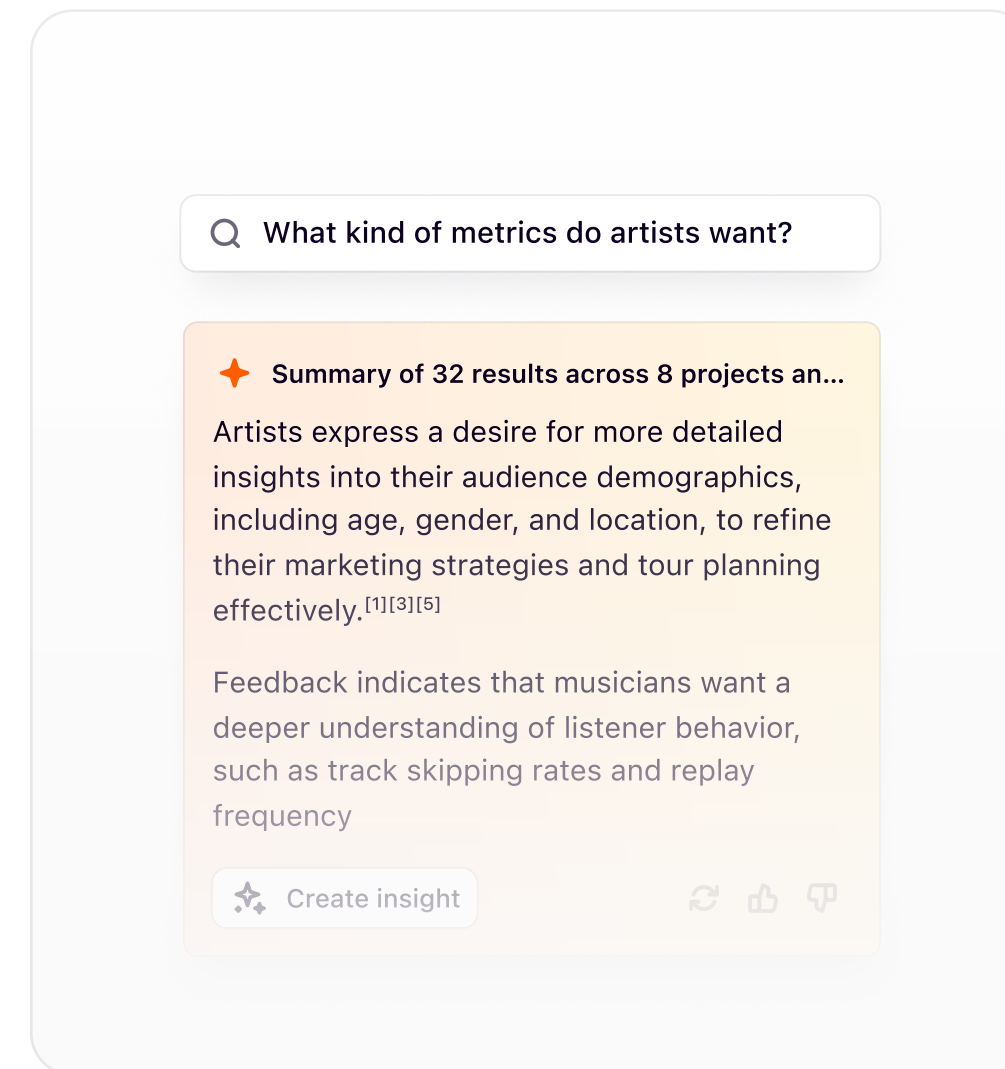 What kind of metrics do artists want?
Summary of 32 results across 8 projects an...
Artists express a desire for more detailed
insights into their audience demographics,
including age, gender, and location, to refine
their marketing strategies and tour planning
effectively.[1][3][5]
Feedback indicates that musicians want a
deeper understanding of listener behavior,
such as track skipping rates and replay
frequency
Create insight